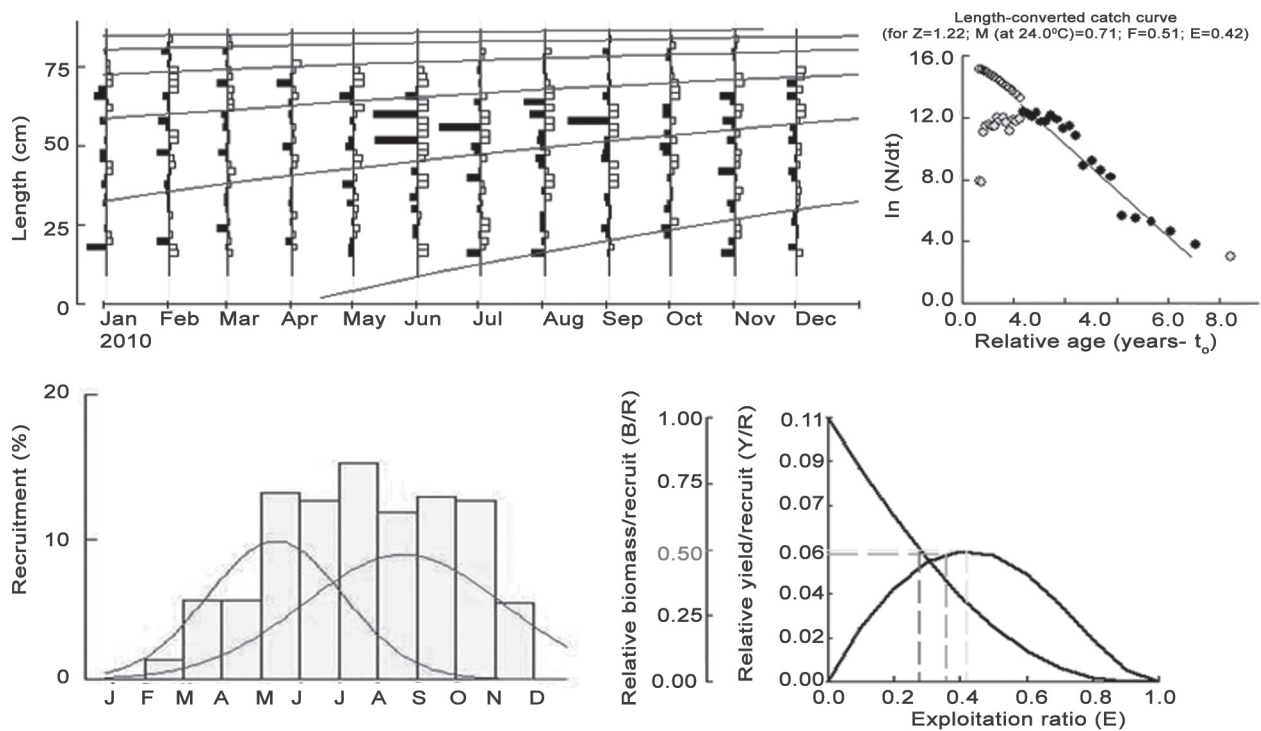 Length (cm)
75
50
25
0
Jan Feb Mar Apr May Jun Jul Aug Sep Oct Nov Dec
2010
Length-converted catch curve
(for Z=1.22; M (at 24.0⁰C)=0.71; F=0.51; E=0.42)
ln (N/dt)
16.0
12.0
8.0
4.0
0.0
0.0 4.0 4.0 6.0 8.0
Relative age (years- to)
Recruitment (%)
20
10
0
J F M A M J J A S O N D
Relative biomass/recruit (B/R)
1.00
0.75
0.50
0.25
0.00
Relative yield/recruit (Y/R)
0.11
0.09
0.07
0.06
0.04
0.02
0.00
0.0 0.2 0.4 0.6 0.8 1.0
Exploitation ratio (E)